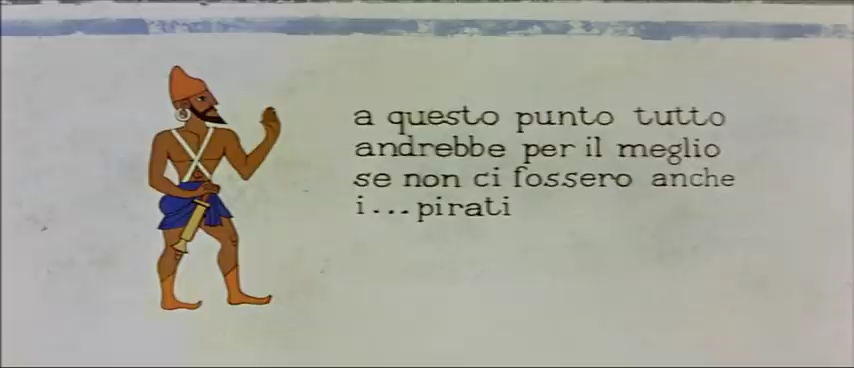 a questo punto tutto
andrebbe per il meglio
se non ci fossero anche
i...pirati